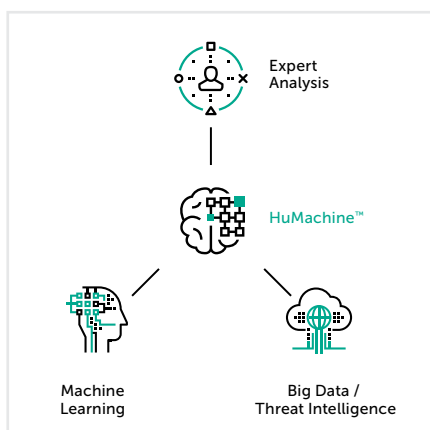 Expert
Analysis
HuMachine™
Machine
Learning
Big Data /
Threat Intelligence